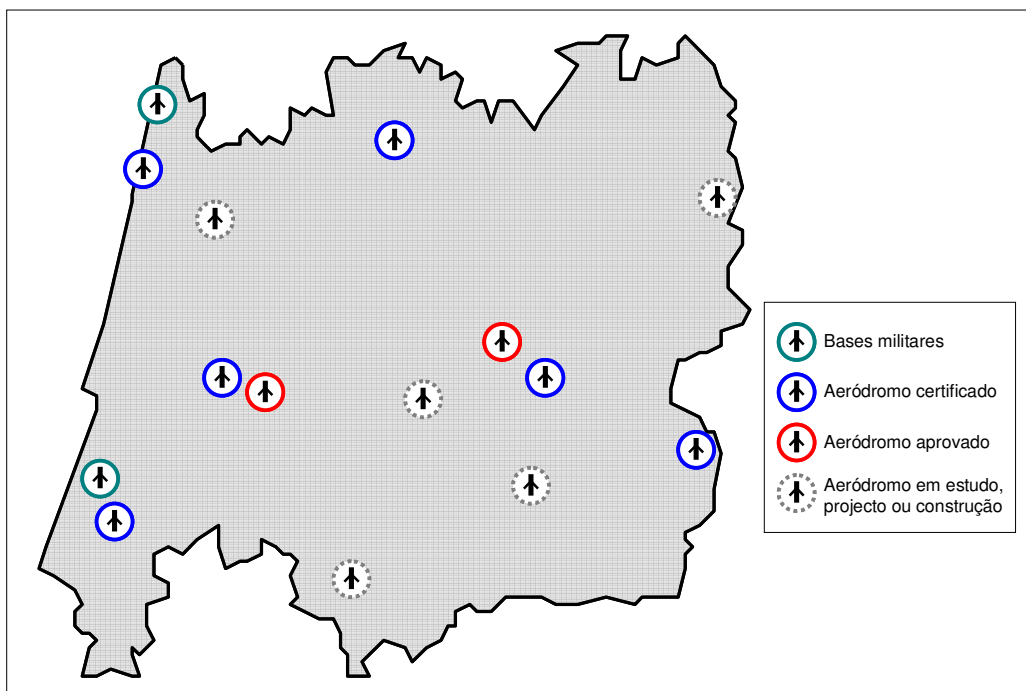 Bases militares
Aeródromo certificado
Aeródromo aprovado
Aeródromo em estudo,
projecto ou construção